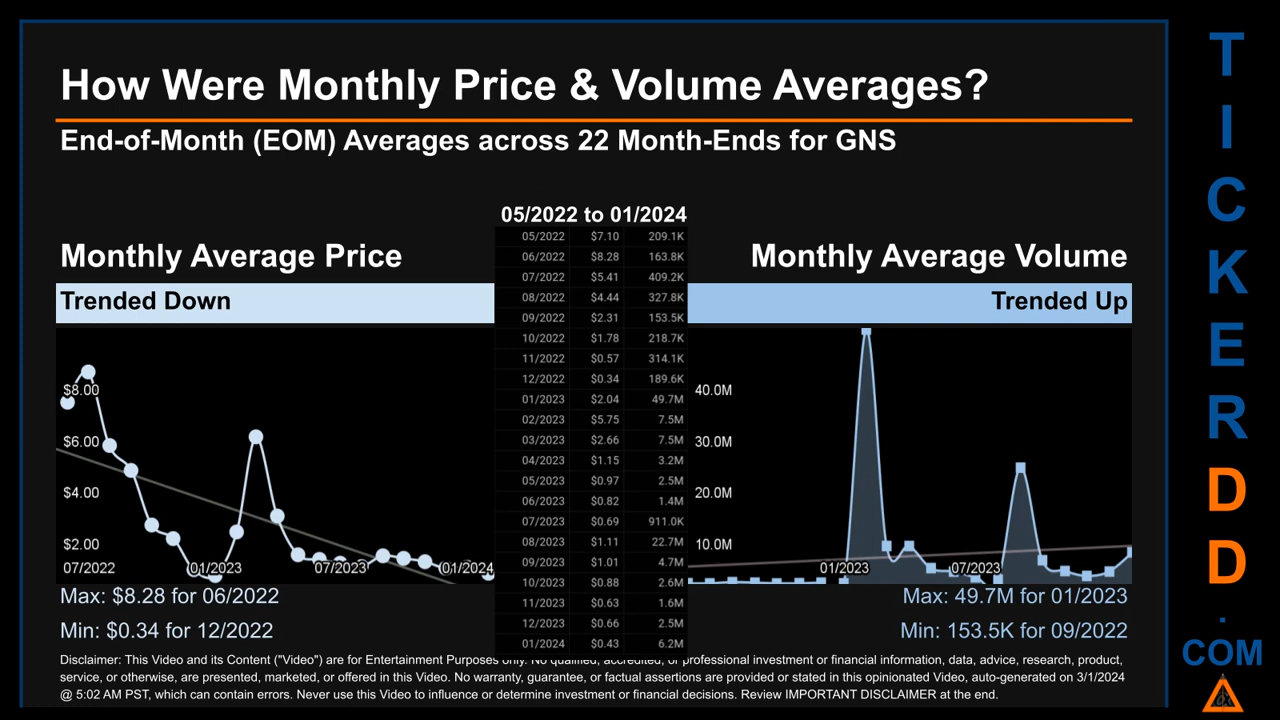 How Were Monthly Price & Volume Averages?
End-of-Month (EOM) Averages across 22 Month-Ends for GNS
05/2022 to 01/2024
Monthly Average Price
Trended Down
$8.00
$6.00
$4.00
$2.00
07/2022 01/2023 07/2023 01/2024
Max: $8.28 for 06/2022
Min: $0.34 for 12/2022
05/2022 $7.10 209.1K
06/2022 $8.28 163.8K
07/2022 $5.41 409.2K
08/2022 $4.44 327.8K
09/2022 $2.31 153.5K
10/2022 $1.78 218.7K
11/2022 $0.57 314.1K
12/2022 $0.34 189.6K
01/2023 $2.04 49.7M
02/2023 $5.75 7.5M
03/2023 $2.66 7.5M
04/2023 $1.15 3.2M
05/2023 $0.97 2.5M
06/2023 $0.82 1.4M
07/2023 $0.69 911.0K
08/2023 $1.11 22.7M
09/2023 $1.01 4.7M
10/2023 $0.88 2.6M
11/2023 $0.63 1.6M
12/2023 $0.66 2.5M
01/2024 $0.43 6.2M
Monthly Average Volume
Trended Up
40.0M
30.0M
20.0M
10.0M
01/2023 07/2023
Max: 49.7M for 01/2023
Min: 153.5K for 09/2022
Disclaimer: This Video and its Content ("Video") are for Entertainment Purposes only. No qualified, accredited, or professional investment or financial information, data, advice, research, product,
service, or otherwise, are presented, marketed, or offered in this Video. No warranty, guarantee, or factual assertions are provided or stated in this opinionated Video, auto-generated on 3/1/2024
@ 5:02 AM PST, which can contain errors. Never use this Video to influence or determine investment or financial decisions. Review IMPORTANT DISCLAIMER at the end.
T
I
C
K
E
R
D
D
.
COM